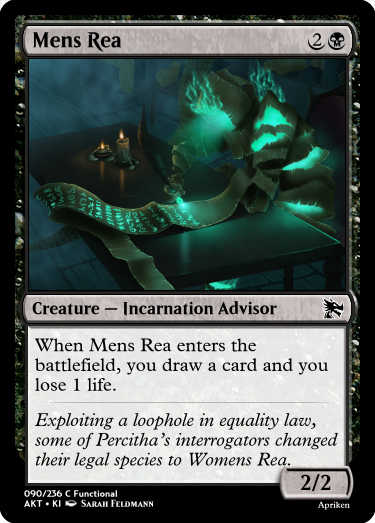 Mens Rea
2
Creature — Incarnation Advisor
When Mens Rea enters the
battlefield, you draw a card and you
lose 1 life.
Exploiting a loophole in equality law,
some of Percitha's interrogators changed
their legal species to Womens Rea.
2/2
090/236 C Functional
AKT • KI SARAH FELDMANN
Apriken